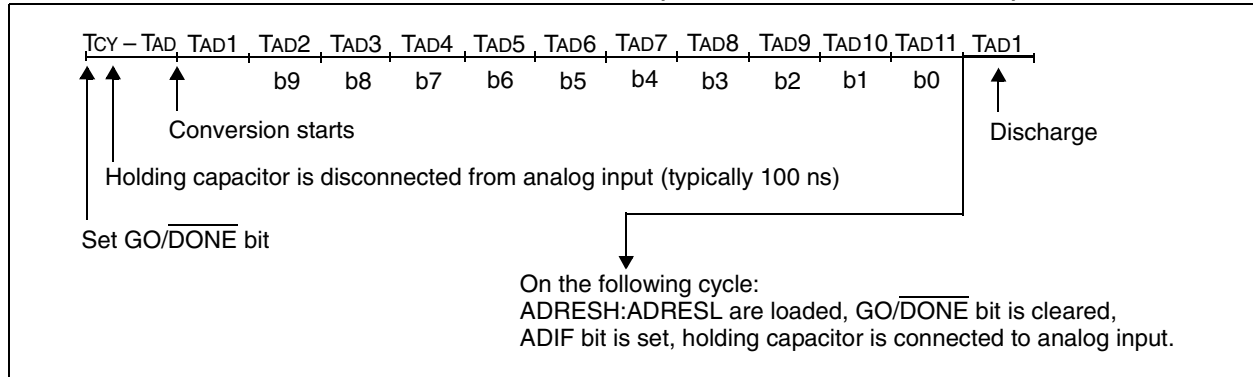 TCY – TAD TAD1 TAD2 TAD3 TAD4 TAD5 TAD6 TAD7 TAD8 TAD9 TAD10 TAD11 TAD1
b9 b8 b7 b6 b5 b4 b3 b2 b1 b0
Conversion starts
Discharge
Holding capacitor is disconnected from analog input (typically 100 ns)
Set GO/DONE bit
On the following cycle:
ADRESH:ADRESL are loaded, GO/DONE bit is cleared,
ADIF bit is set, holding capacitor is connected to analog input.